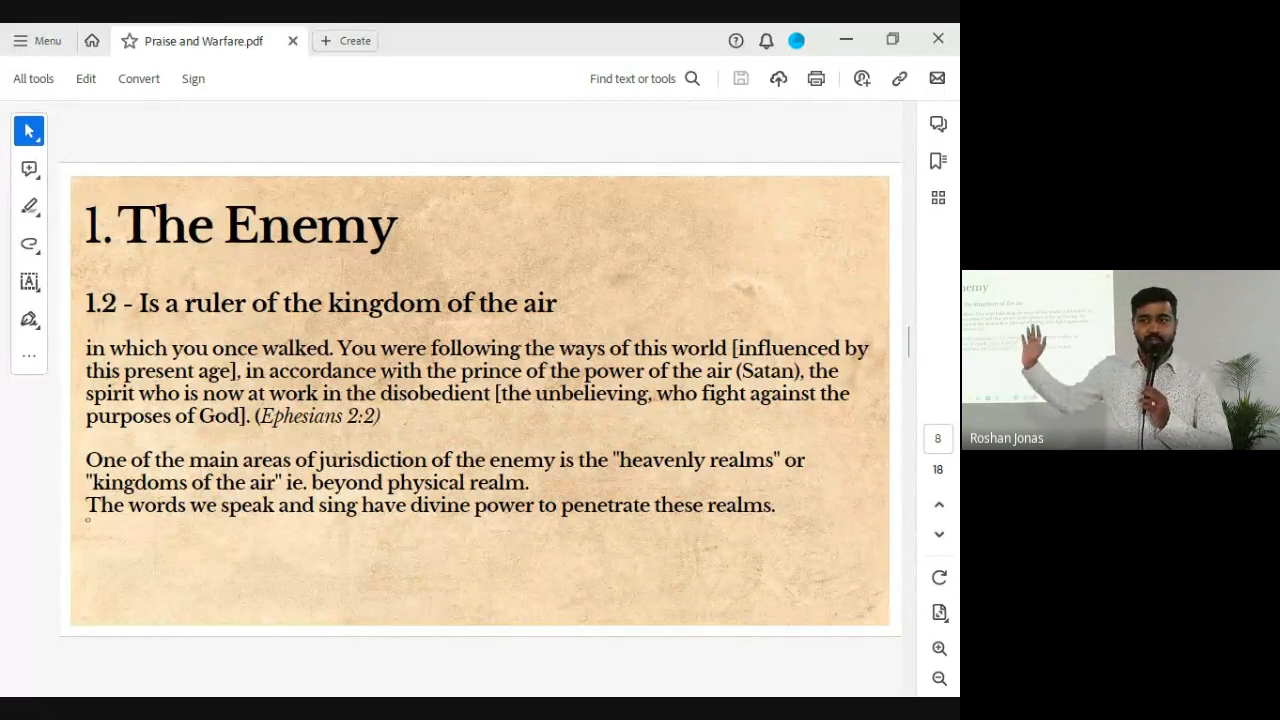 Menu
Praise and Warfare.pdf
Create
All tools
Edit
Convert
Sign
Find text or tools
1. The Enemy
1.2 - Is a ruler of the kingdom of the air
in which you once walked. You were following the ways of this world [influenced by
this present age], in accordance with the prince of the power of the air (Satan), the
spirit who is now at work in the disobedient [the unbelieving, who fight against the
purposes of God]. (Ephesians 2:2)
One of the main areas of jurisdiction of the enemy is the "heavenly realms" or
"kingdoms of the air" ie. beyond physical realm.
The words we speak and sing have divine power to penetrate these realms.
8
18
emy
kingdom of the air
Roshan Jonas